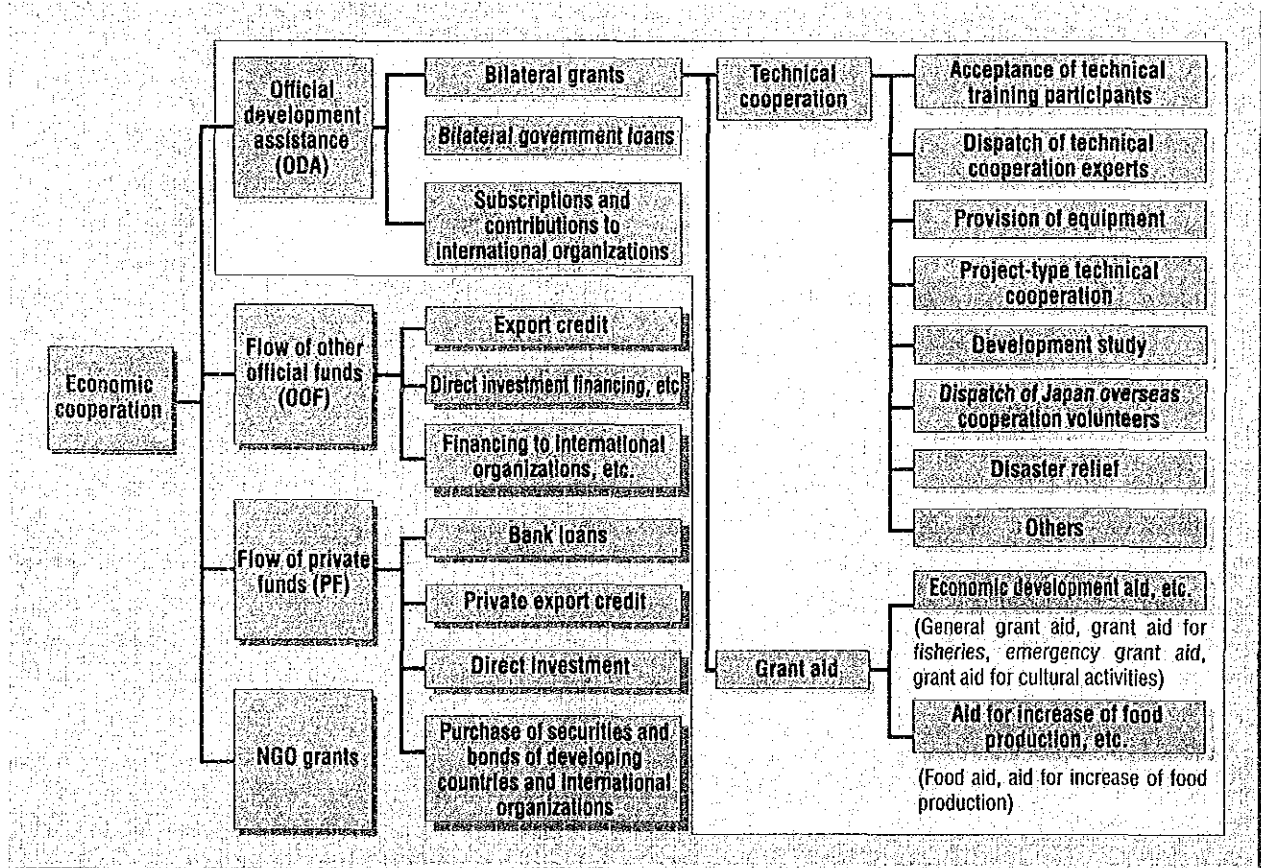 Economic
cooperation
Official
development
assistance
(ODA)
Bilateral grants
Bilateral government loans
Subscriptions and
contributions to
international organizations
Technical
cooperation
Acceptance of technical
training participants
Dispatch of technical
cooperation experts
Provision of equipment
Project-type technical
cooperation
Development study
Dispatch of Japan overseas
cooperation volunteers
Disaster relief
Others
Grant aid
Economic development aid, etc.
(General grant aid, grant aid for
fisheries, emergency grant aid,
grant aid for cultural activities)
Aid for increase of food
production, etc.
(Food aid, aid for increase of food
production)
Flow of other
official funds
(OOF)
Export credit
Direct investment financing, etc
Financing to international
organizations, etc.
Flow of private
funds (PF)
Bank loans
Private export credit
Direct investment
Purchase of securities and
bonds of developing
countries and international
organizations
NGO grants